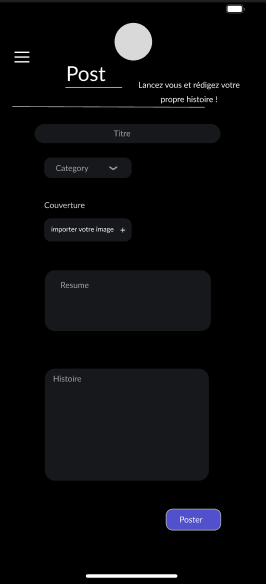 Post
Lancez vous et rédigez votre
propre histoire !
Titre
Category
Couverture
importer votre image +
Resume
Histoire
Poster